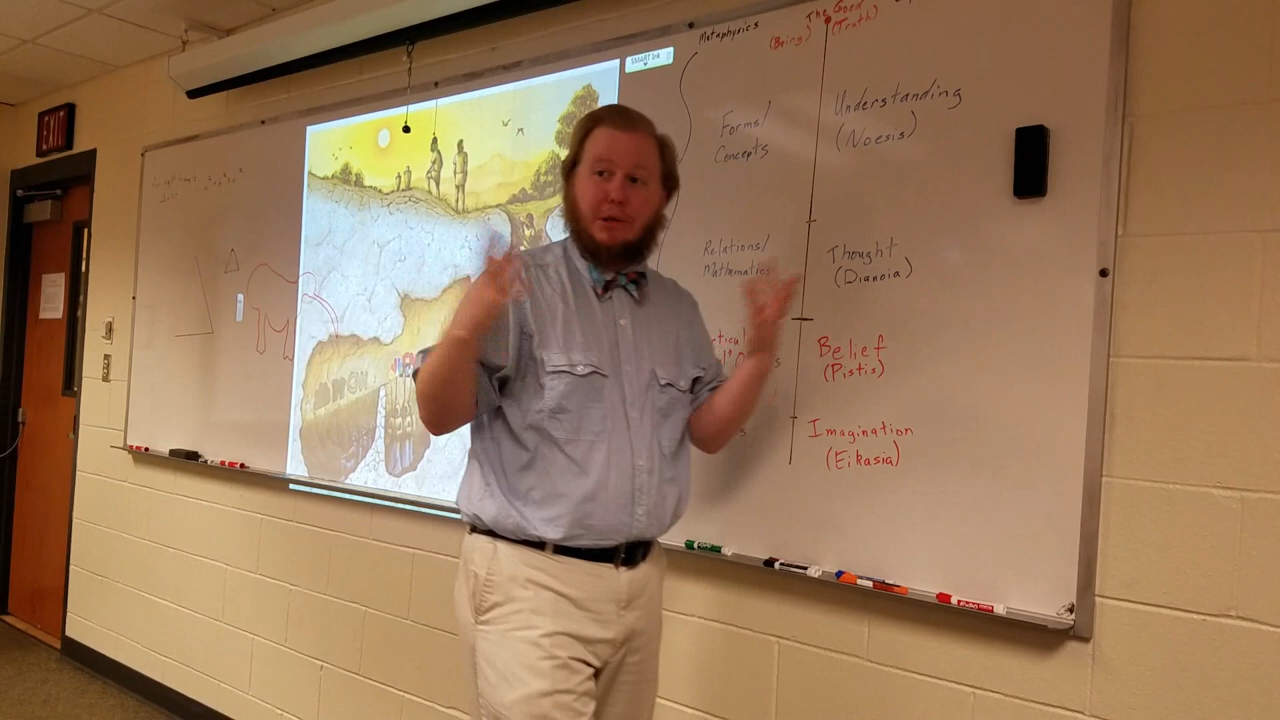 EXIT
SMART Ink
Metaphysics
The Good
(Being) (Truth)
Forms/
Concepts
Understanding
(Noesis)
Relations/
Mathematics
Thought
(Dianoia)
Belief
(Pistis)
Imagination
(Eikasia)